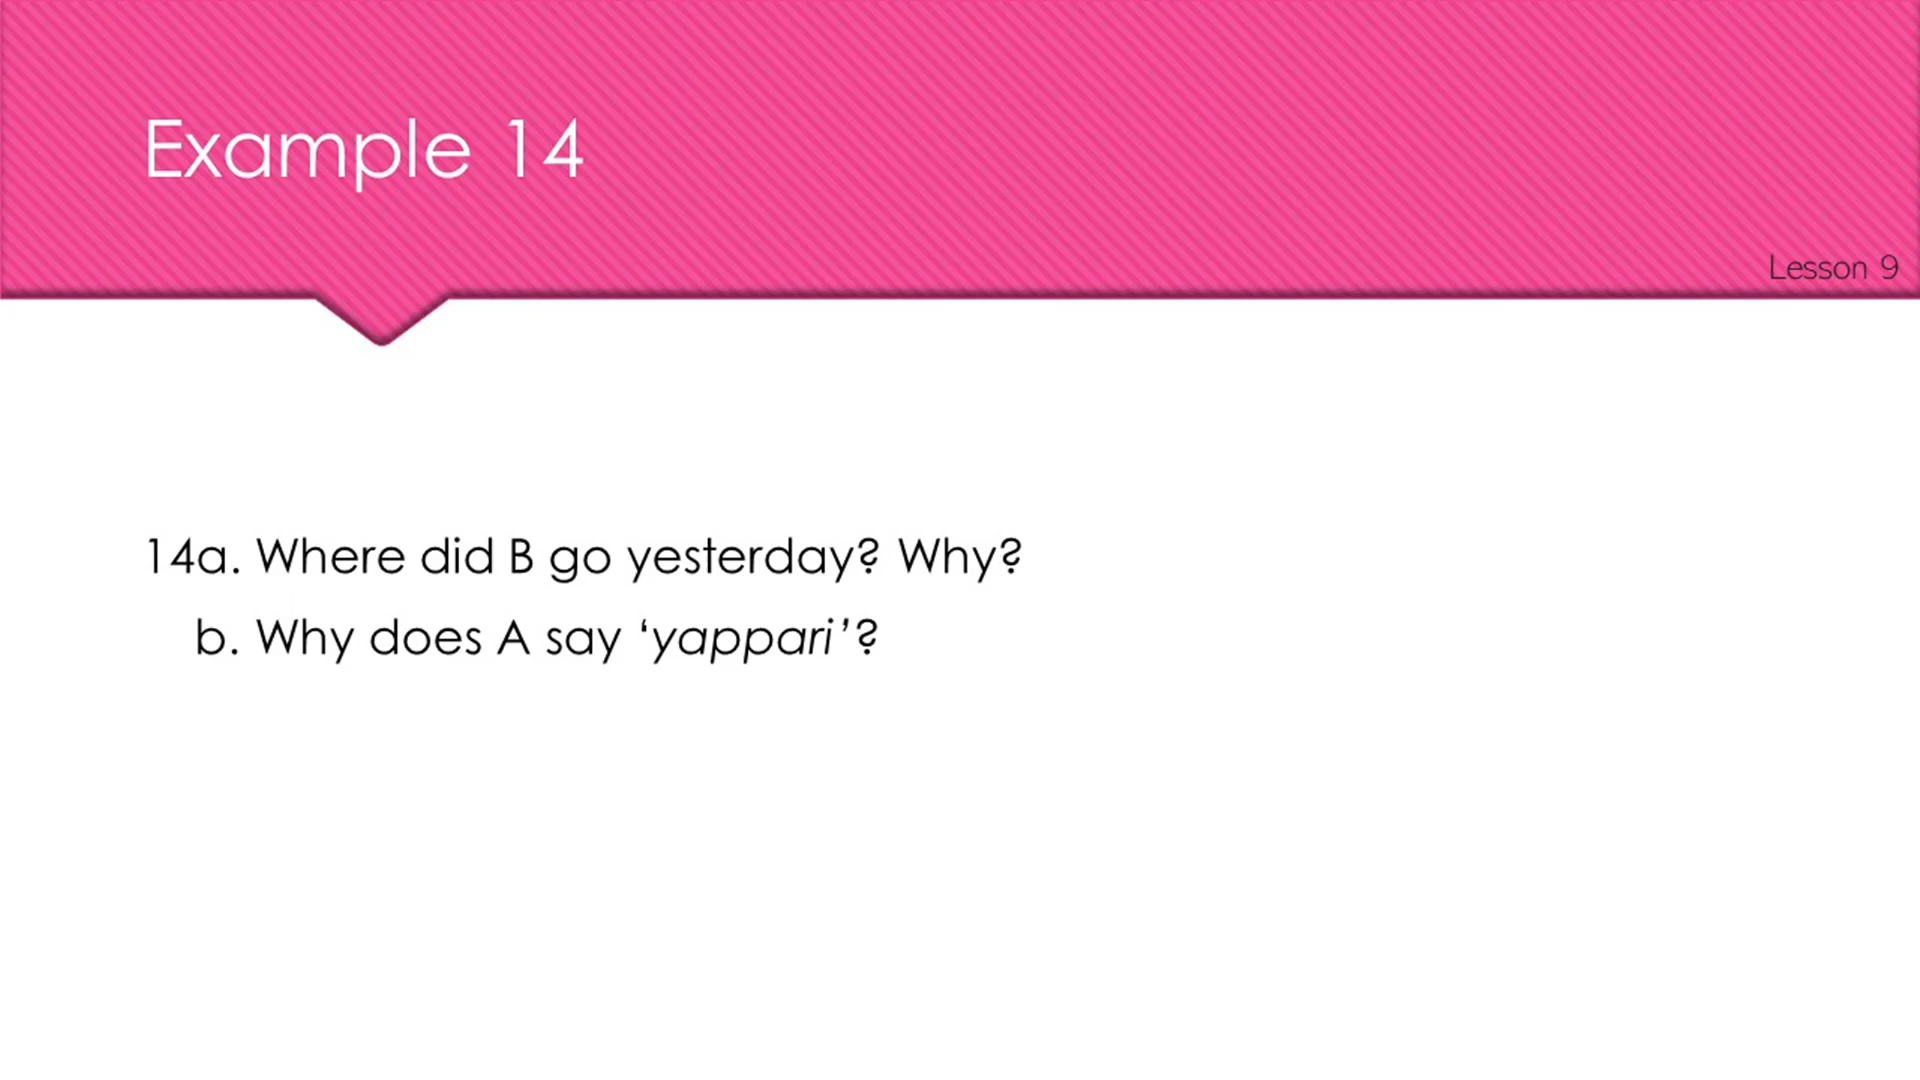 Example 14
Lesson 9
14a. Where did B go yesterday? Why?
b. Why does A say ‘yappari’?